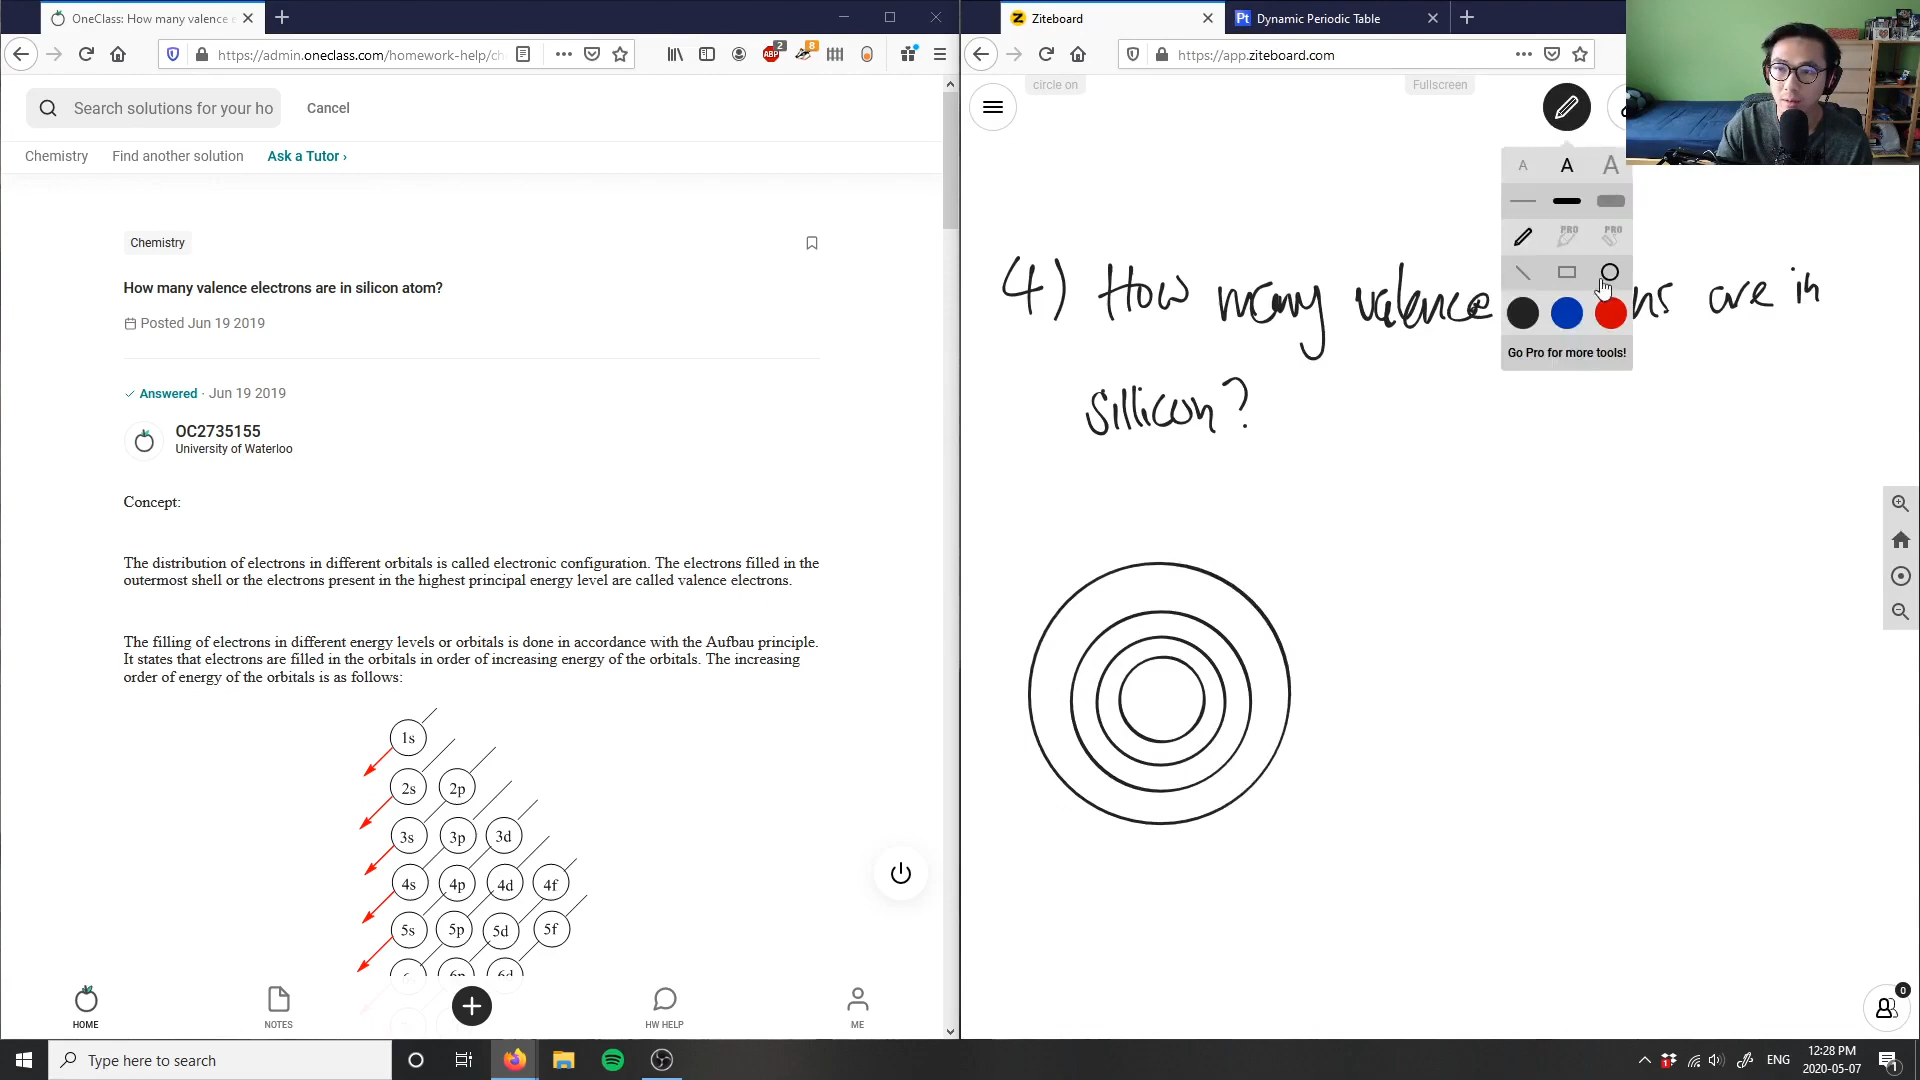 OneClass: How many valence e
Ziteboard
Dynamic Periodic Table
https://admin.oneclass.com/homework-help/ch
ABP
2
8
https://app.ziteboard.com
Search solutions for your ho
Cancel
circle on
Fullscreen
Chemistry
Find another solution
Ask a Tutor ›
A A A
PRO PRO
Go Pro for more tools!
Chemistry
How many valence electrons are in silicon atom?
Posted Jun 19 2019
Answered · Jun 19 2019
OC2735155
University of Waterloo
Concept:
The distribution of electrons in different orbitals is called electronic configuration. The electrons filled in the
outermost shell or the electrons present in the highest principal energy level are called valence electrons.
The filling of electrons in different energy levels or orbitals is done in accordance with the Aufbau principle.
It states that electrons are filled in the orbitals in order of increasing energy of the orbitals. The increasing
order of energy of the orbitals is as follows:
1s
2s 2p
3s 3p 3d
4s 4p 4d 4f
5s 5p 5d 5f
6p 6d
HOME
NOTES
HW HELP
ME
(4) How many valence ns are in
sillicon?
0
Type here to search
ENG
12:28 PM
2020-05-07
1